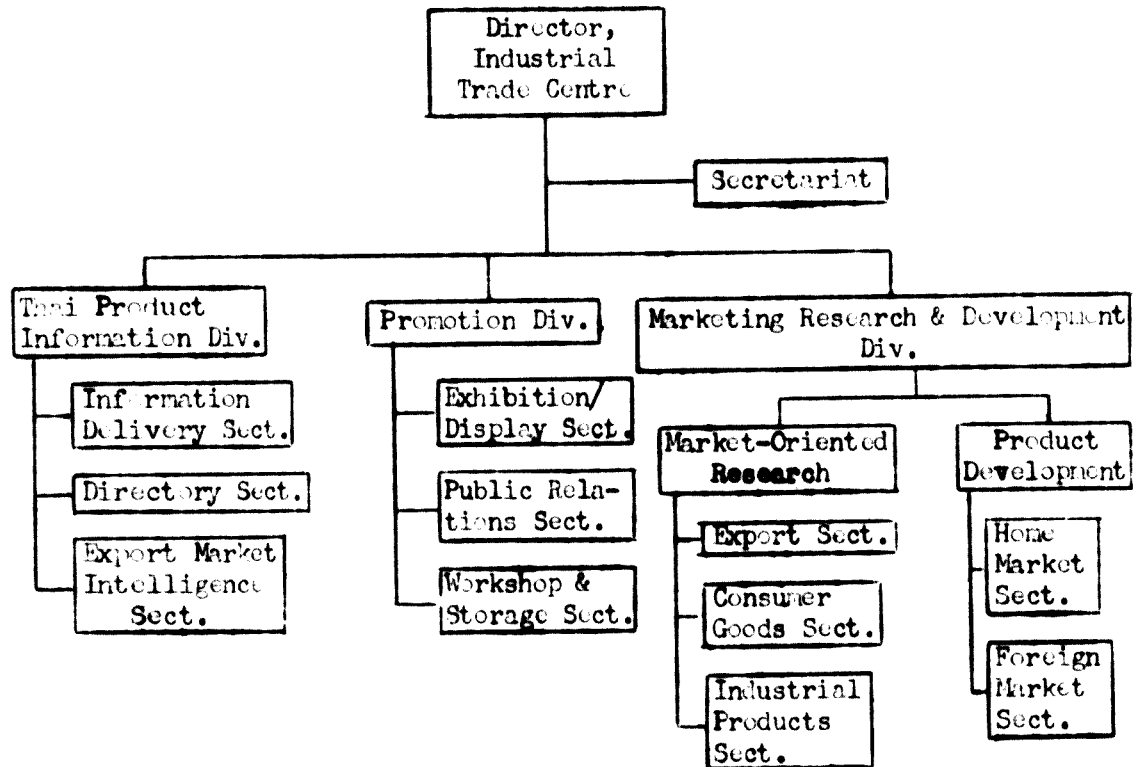 Director,
Industrial
Trade Centre
Secretariat
Thai Product
Information Div.
Information
Delivery Sect.
Directory Sect.
Export Market
Intelligence
Sect.
Promotion Div.
Exhibition/
Display Sect.
Public Rela-
tions Sect.
Workshop &
Storage Sect.
Marketing Research & Development
Div.
Market-Oriented
Research
Export Sect.
Consumer
Goods Sect.
Industrial
Products
Sect.
Product
Development
Home
Market
Sect.
Foreign
Market
Sect.